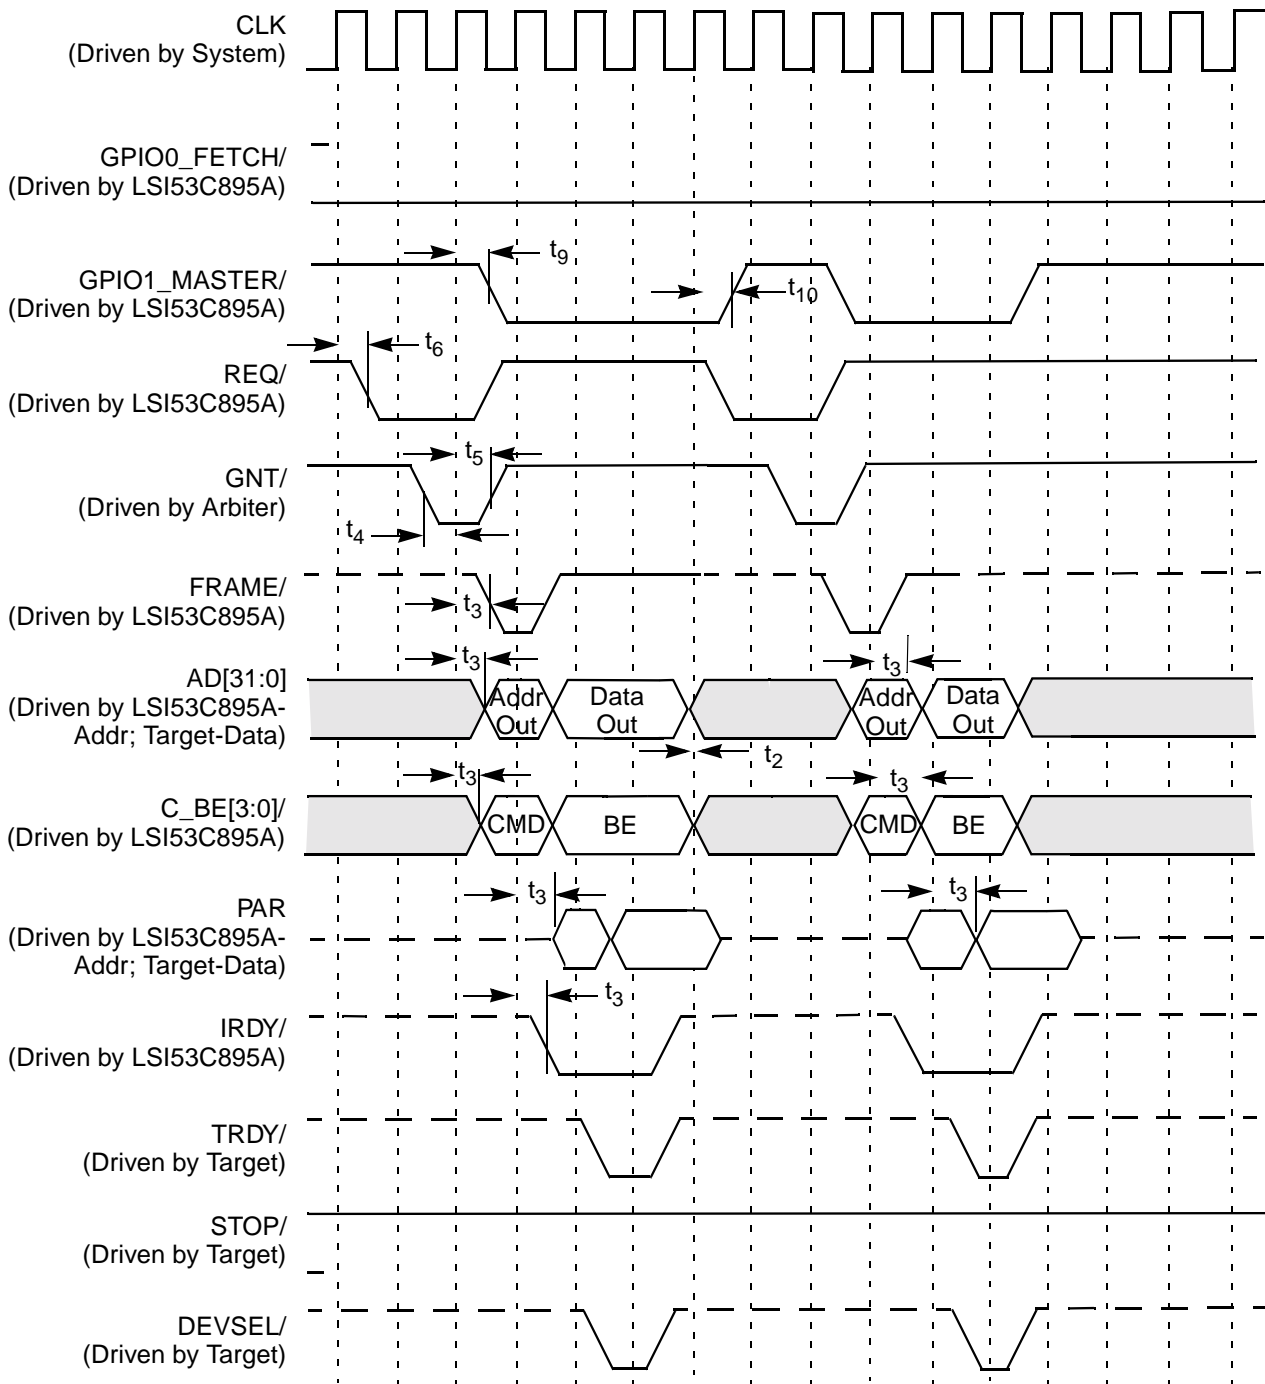 CLK
(Driven by System)
GPIO0_FETCH/
(Driven by LSI53C895A)
t9
GPIO1_MASTER/
(Driven by LSI53C895A)
t10
t6
REQ/
(Driven by LSI53C895A)
t5
GNT/
(Driven by Arbiter)
t4
FRAME/
(Driven by LSI53C895A)
t3
t3
t3
AD[31:0]
(Driven by LSI53C895A-
Addr; Target-Data)
Addr
Out
Data
Out
Addr
Out
Data
Out
t2
t3
t3
C_BE[3:0]/
(Driven by LSI53C895A)
CMD
BE
CMD
BE
t3
t3
PAR
(Driven by LSI53C895A-
Addr; Target-Data)
t3
IRDY/
(Driven by LSI53C895A)
TRDY/
(Driven by Target)
STOP/
(Driven by Target)
DEVSEL/
(Driven by Target)